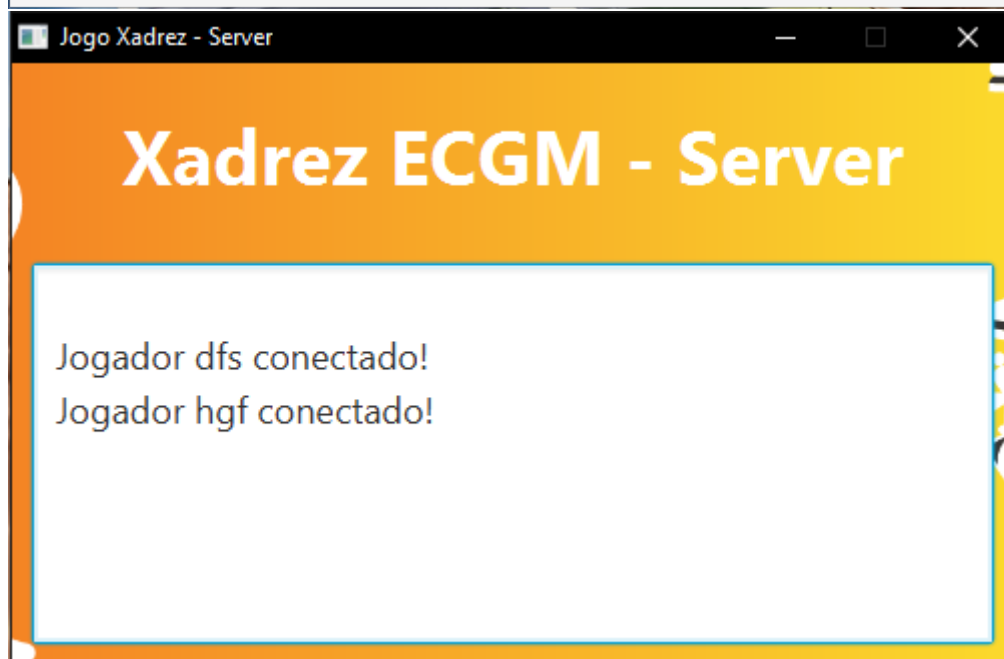 Jogo Xadrez - Server
Xadrez ECGM - Server
Jogador dfs conectado!
Jogador hgf conectado!